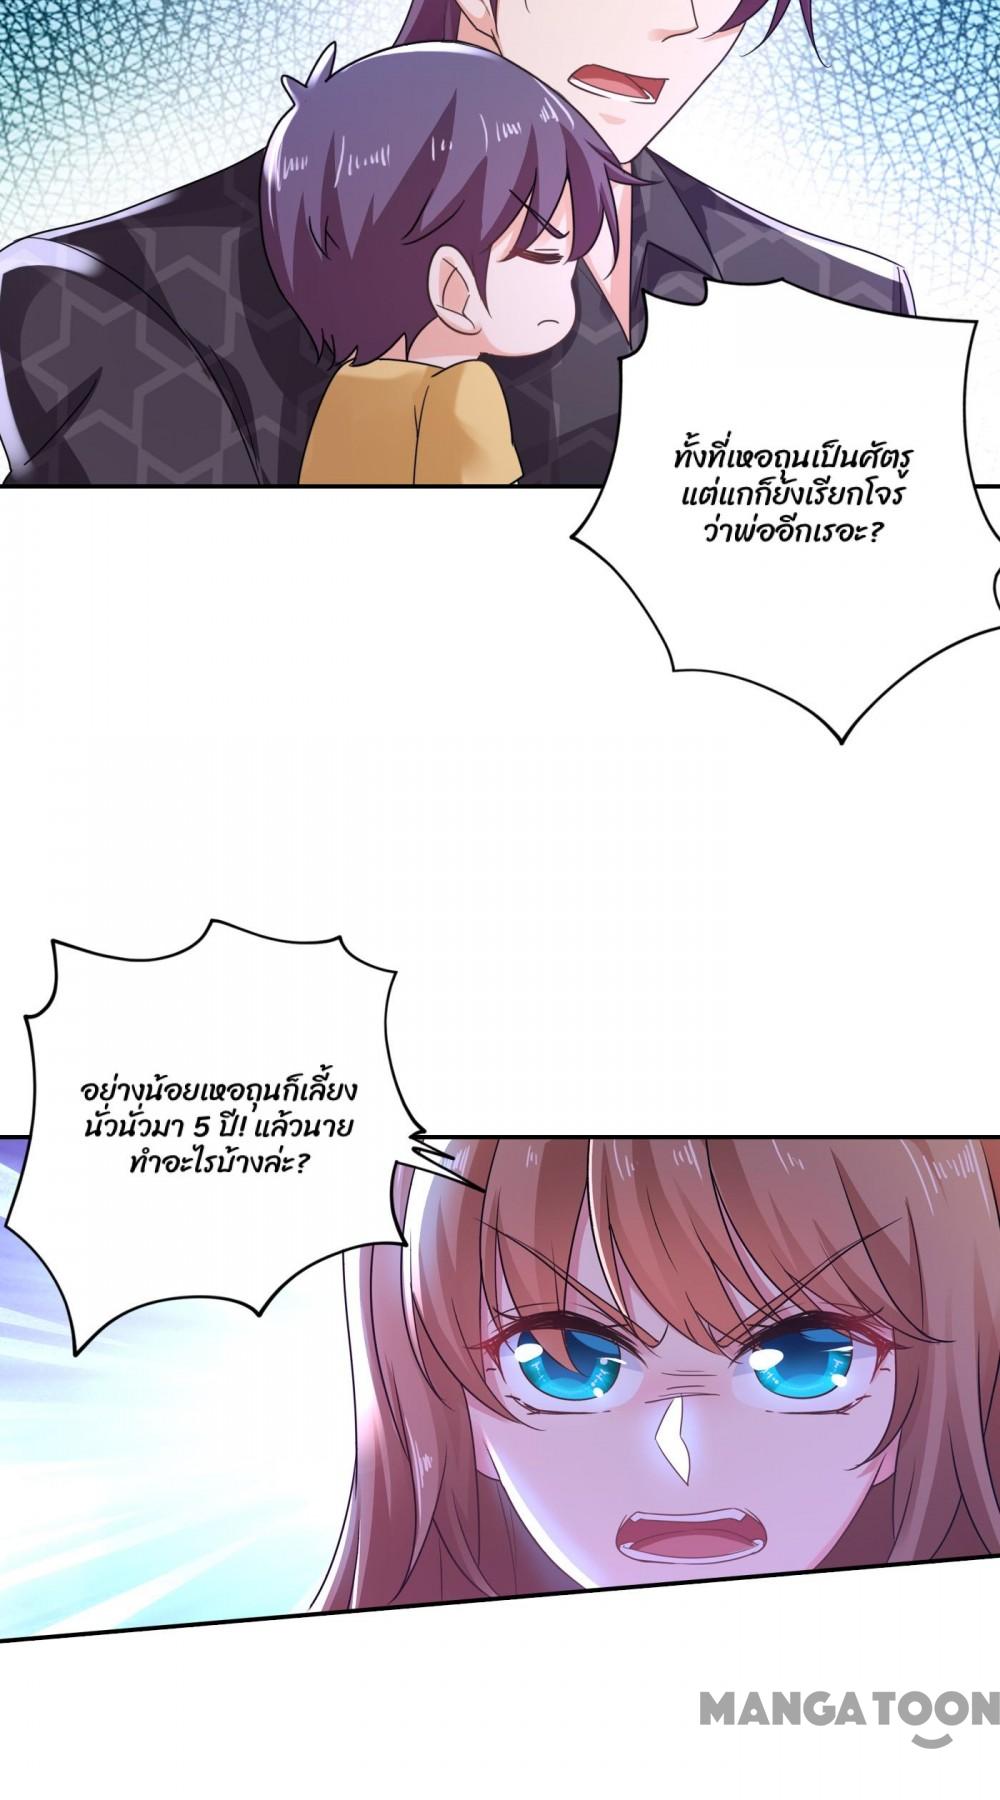 ทั้งที่เหอถุนเป็นศัตรู
แต่แกก็ยังเรียกโจร
ว่าพ่ออีกเรอะ?
อย่างน้อยเหอถุนก็เลี้ยง
นั่วนั่วมา 5 ปี! แล้วนาย
ทำอะไรบ้างล่ะ?
MANGATOON